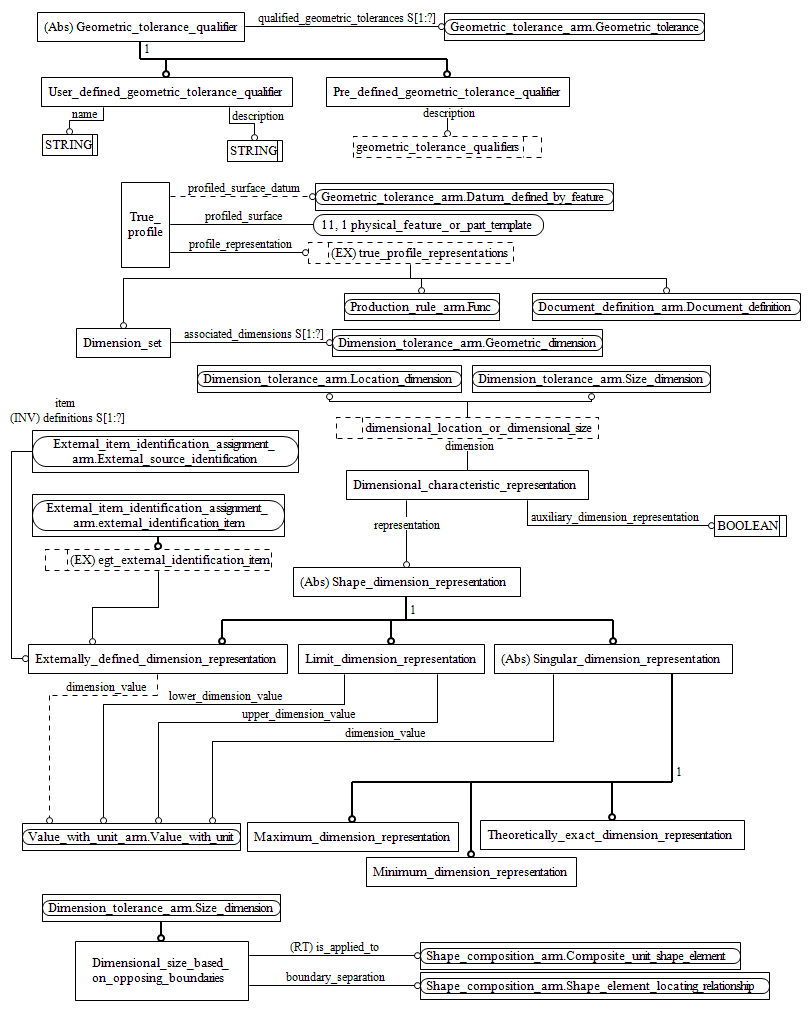 (Abs) Geometric_tolerance_qualifier
qualified_geometric_tolerances S[1:?]
Geometric_tolerance_arm.Geometric_tolerance
1
User_defined_geometric_tolerance_qualifier
Pre_defined_geometric_tolerance_qualifier
name
description
description
STRING
STRING
geometric_tolerance_qualifiers
True_
profile
profiled_surface_datum
Geometric_tolerance_arm.Datum_defined_by_feature
profiled_surface
11, 1 physical_feature_or_part_template
profile_representation
(EX) true_profile_representations
Production_rule_arm.Func
Document_definition_arm.Document_definition
Dimension_set
associated_dimensions S[1:?]
Dimension_tolerance_arm.Geometric_dimension
Dimension_tolerance_arm.Location_dimension
Dimension_tolerance_arm.Size_dimension
item
(INV) definitions S[1:?]
dimensional_location_or_dimensional_size
dimension
External_item_identification_assignment_
arm.External_source_identification
Dimensional_characteristic_representation
External_item_identification_assignment_
arm.external_identification_item
representation
auxiliary_dimension_representation
BOOLEAN
(EX) egt_external_identification_item
(Abs) Shape_dimension_representation
1
Externally_defined_dimension_representation
Limit_dimension_representation
(Abs) Singular_dimension_representation
dimension_value
lower_dimension_value
upper_dimension_value
dimension_value
1
Value_with_unit_arm.Value_with_unit
Maximum_dimension_representation
Theoretically_exact_dimension_representation
Minimum_dimension_representation
Dimension_tolerance_arm.Size_dimension
Dimensional_size_based_
on_opposing_boundaries
(RT) is_applied_to
Shape_composition_arm.Composite_unit_shape_element
boundary_separation
Shape_composition_arm.Shape_element_locating_relationship